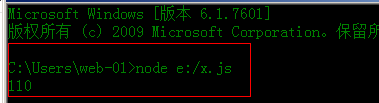 Microsoft Windows [版本 6.1.7601]
版权所有 (c) 2009 Microsoft Corporation。保留所
C:\Users\web-01>node e:/x.js
110